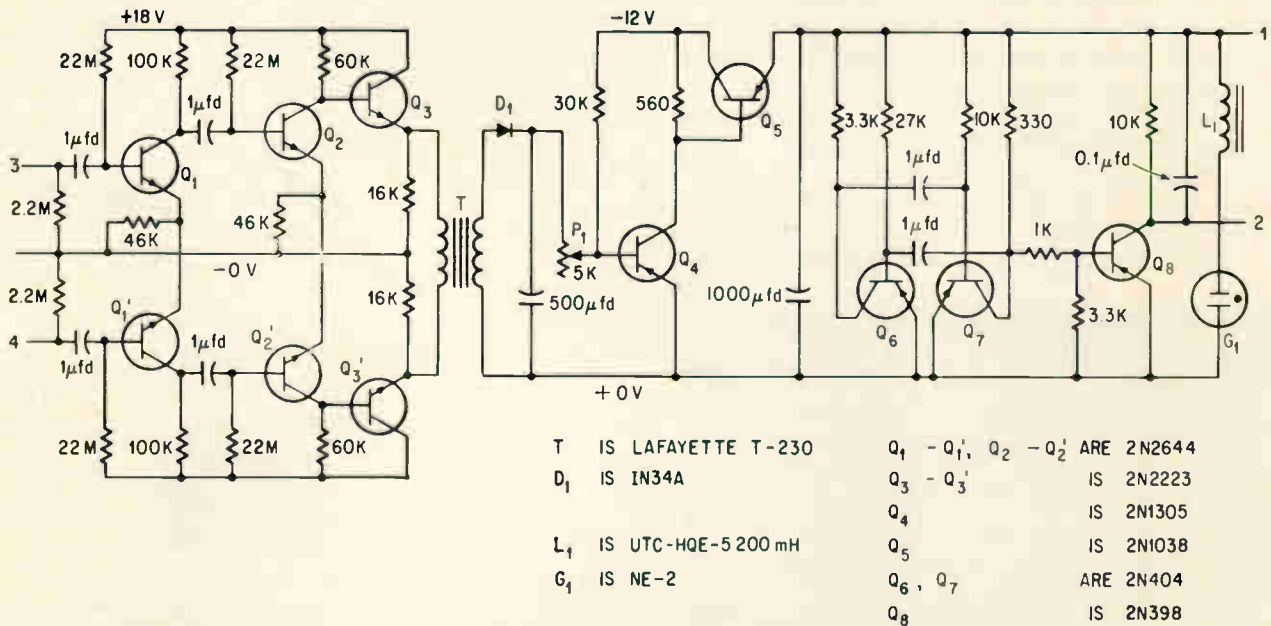 +18 V
-12 V
1
22M
100 K
22 M
60K
Q3
D1
30K
560
Q5
3.3K
27K
10K
330
10K
L1
1µfd
1µfd
Q2
1µfd
0.1µfd
3
Q1
16K
T
P1
5K
Q4
1µfd
1K
2
2.2M
46K
46K
Q8
-0 V
500µfd
1000µfd
2.2M
16K
Q6
Q7
3.3K
G1
4
Q1'
1µfd
1µfd
Q2'
Q3'
+0V
22M
100K
22M
60K
T IS LAFAYETTE T-230
D1 IS IN34A
L1 IS UTC-HQE-5 200 mH
G1 IS NE-2
Q1 - Q1', Q2 - Q2' ARE 2N2644
Q3 - Q3' IS 2N2223
Q4 IS 2N1305
Q5 IS 2N1038
Q6, Q7 ARE 2N404
Q8 IS 2N398